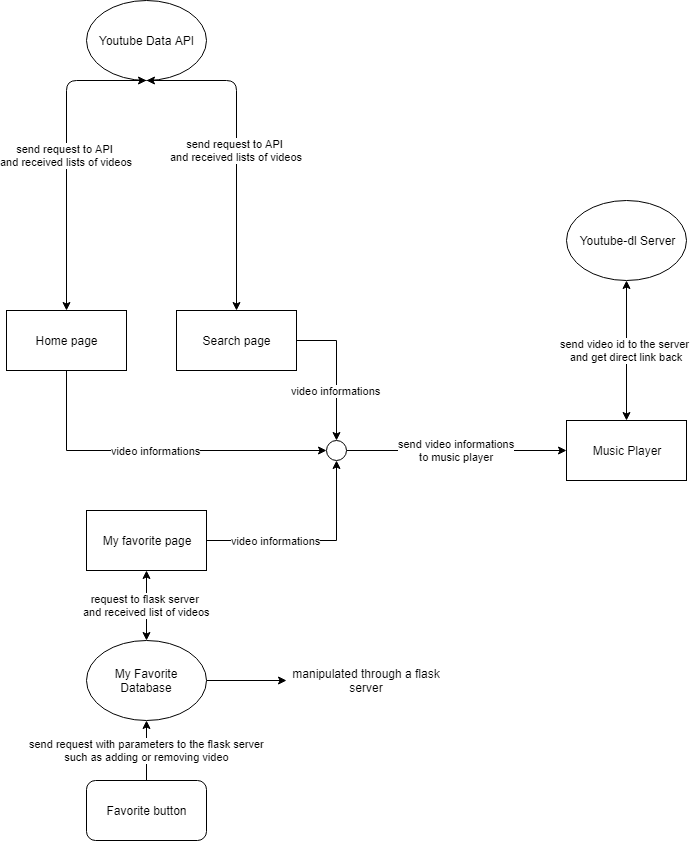 Youtube Data API
send request to API
and received lists of videos
send request to API
and received lists of videos
Youtube-dl Server
Home page
Search page
send video id to the server
and get direct link back
video informations
video informations
send video informations
to music player
Music Player
My favorite page
video informations
request to flask server
and received list of videos
My Favorite
Database
manipulated through a flask
server
send request with parameters to the flask server
such as adding or removing video
Favorite button